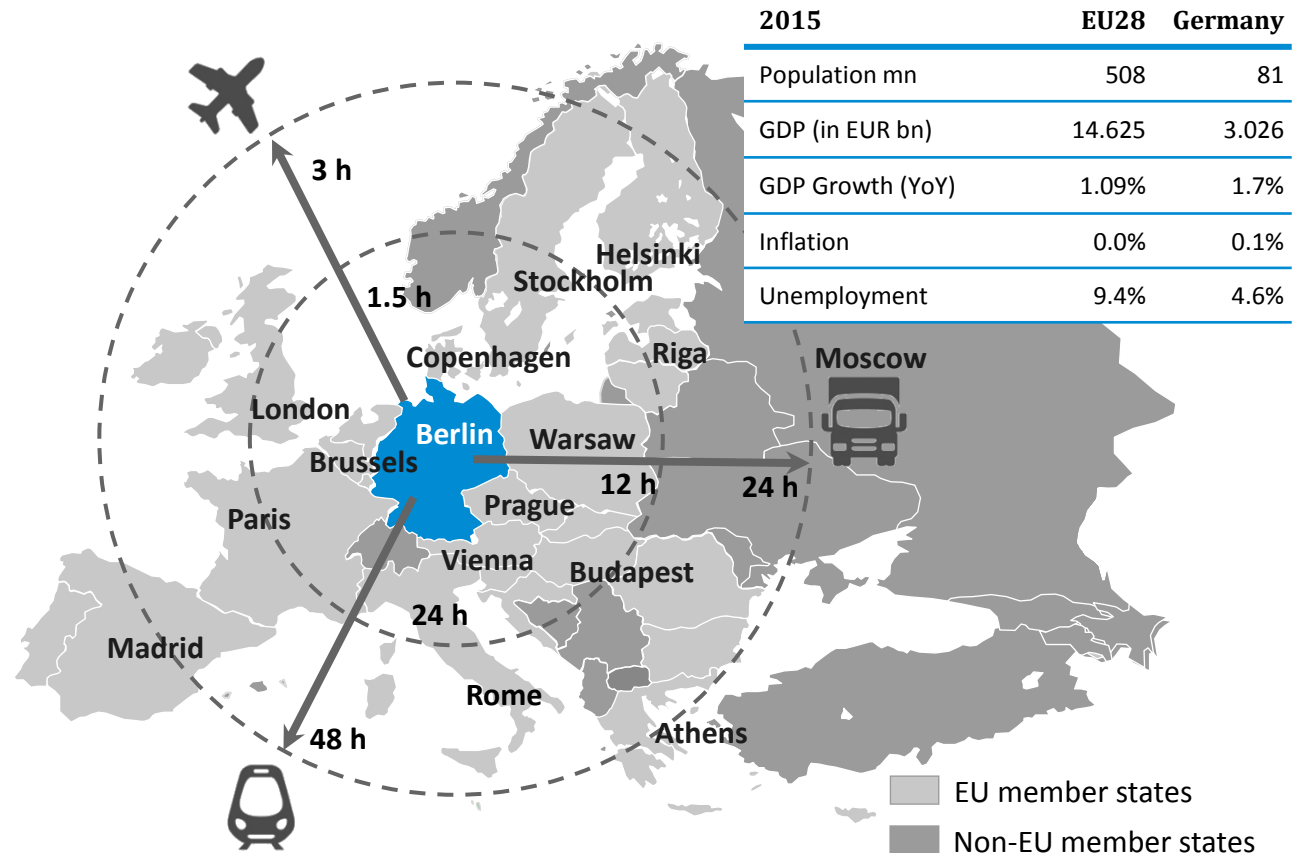 2015 EU28 Germany
Population mn 508 81
GDP (in EUR bn) 14.625 3.026
GDP Growth (YoY) 1.09% 1.7%
Inflation 0.0% 0.1%
Unemployment 9.4% 4.6%
3 h
1.5 h
Helsinki
Stockholm
Copenhagen
Riga
Moscow
London
Berlin
Warsaw
Brussels
12 h
24 h
Prague
Paris
Vienna
Budapest
24 h
Madrid
Rome
Athens
48 h
EU member states
Non-EU member states